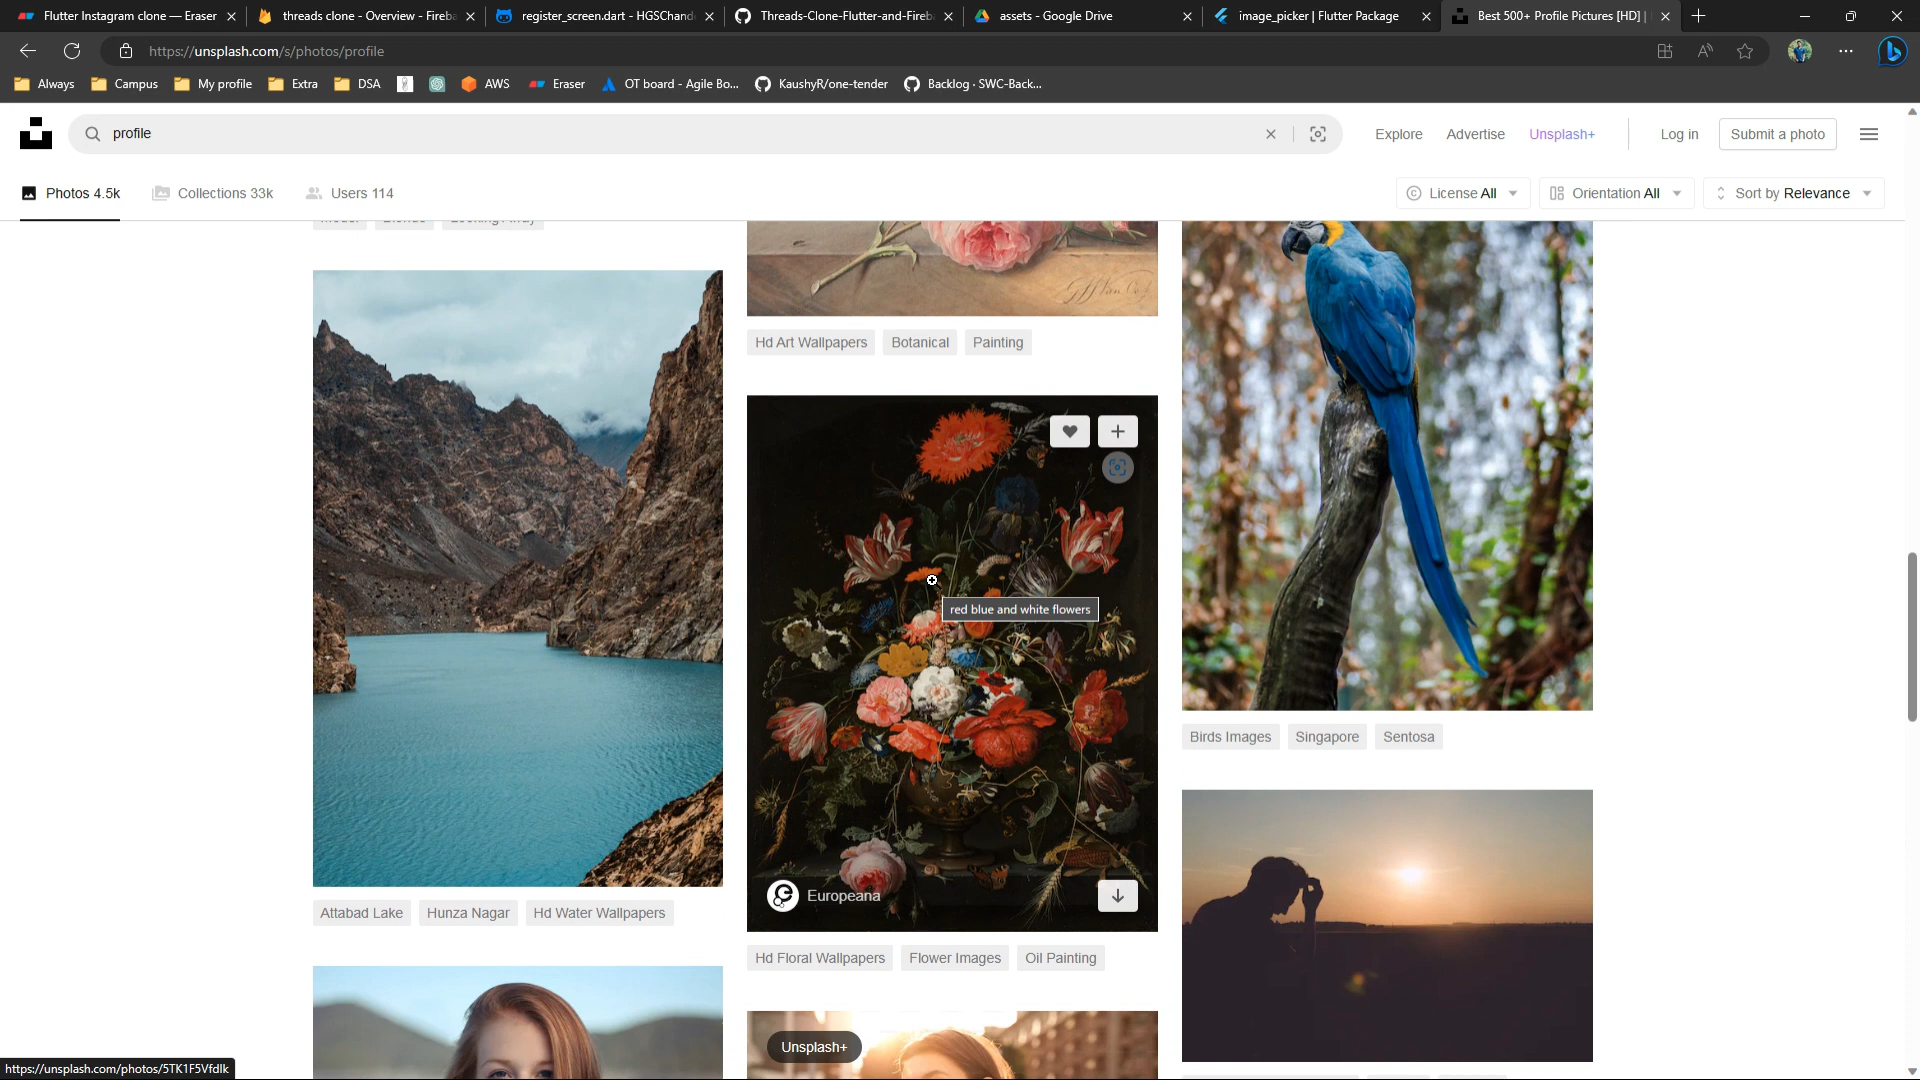 Flutter Instagram clone — Eraser
threads clone - Overview - Fireb
register_screen.dart - HGSChand
Threads-Clone-Flutter-and-Fireb
assets - Google Drive
image_picker | Flutter Package
Best 500+ Profile Pictures [HD] |
https://unsplash.com/s/photos/profile
Always
Campus
My profile
Extra
DSA
AWS
Eraser
OT board - Agile Bo...
KaushyR/one-tender
Backlog · SWC-Back...
profile
Explore
Advertise
Unsplash+
Log in
Submit a photo
Photos 4.5k
Collections 33k
Users 114
License All
Orientation All
Sort by Relevance
Model
Blonde
Looking Away
Hd Art Wallpapers
Botanical
Painting
red blue and white flowers
Europeana
Birds Images
Singapore
Sentosa
Attabad Lake
Hunza Nagar
Hd Water Wallpapers
Hd Floral Wallpapers
Flower Images
Oil Painting
Unsplash+
https://unsplash.com/photos/5TK1F5VfdIk